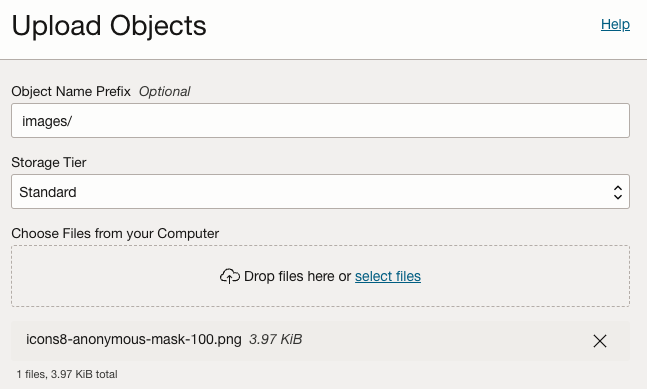 Upload Objects
Help
Object Name Prefix Optional
images/
Storage Tier
Standard
Choose Files from your Computer
Drop files here or select files
icons8-anonymous-mask-100.png 3.97 KiB
1 files, 3.97 KiB total